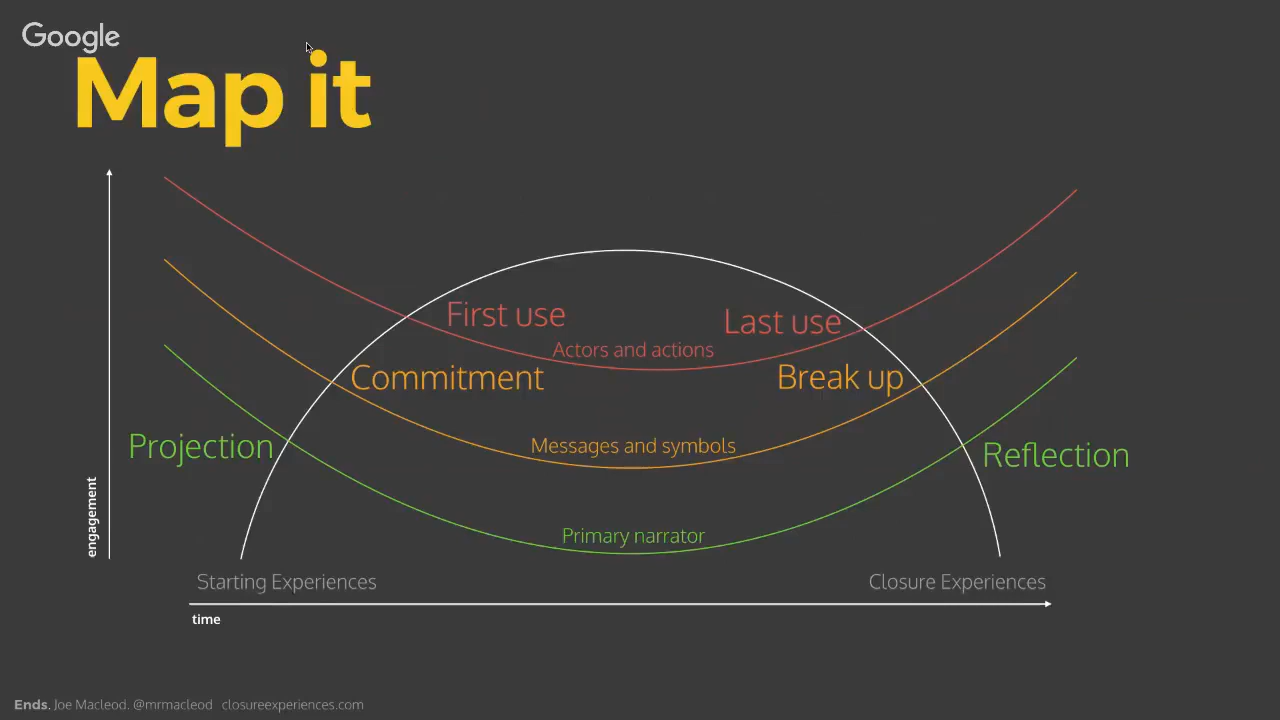 Google
Map it
First use
Last use
Actors and actions
Commitment
Break up
Projection
Messages and symbols
Reflection
engagement
Primary narrator
Starting Experiences
Closure Experiences
time
Ends. Joe Macleod. @mrmacleod closureexperiences.com